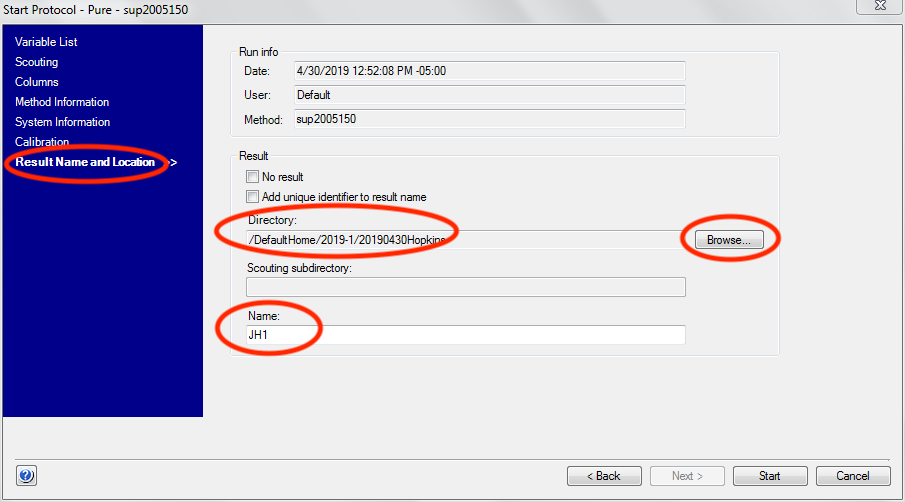 Start Protocol - Pure - sup2005150
Variable List
Scouting
Columns
Method Information
System Information
Calibration
Result Name and Location >
Run info
Date: 4/30/2019 12:52:08 PM -05:00
User: Default
Method: sup2005150
Result
No result
Add unique identifier to result name
Directory:
/DefaultHome/2019-1/20190430Hopkins
Browse...
Scouting subdirectory:
Name:
JH1
? < Back Next > Start Cancel